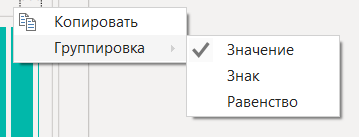 Копировать
Группировка
Значение
Знак
Равенство